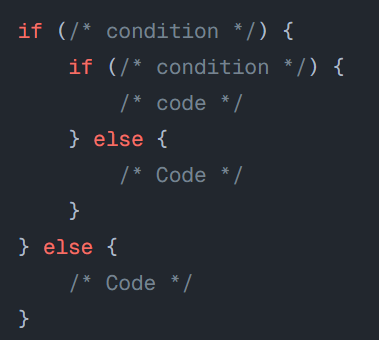 if (/* condition */) {
    if (/* condition */) {
        /* code */
    } else {
        /* Code */
    }
} else {
    /* Code */
}